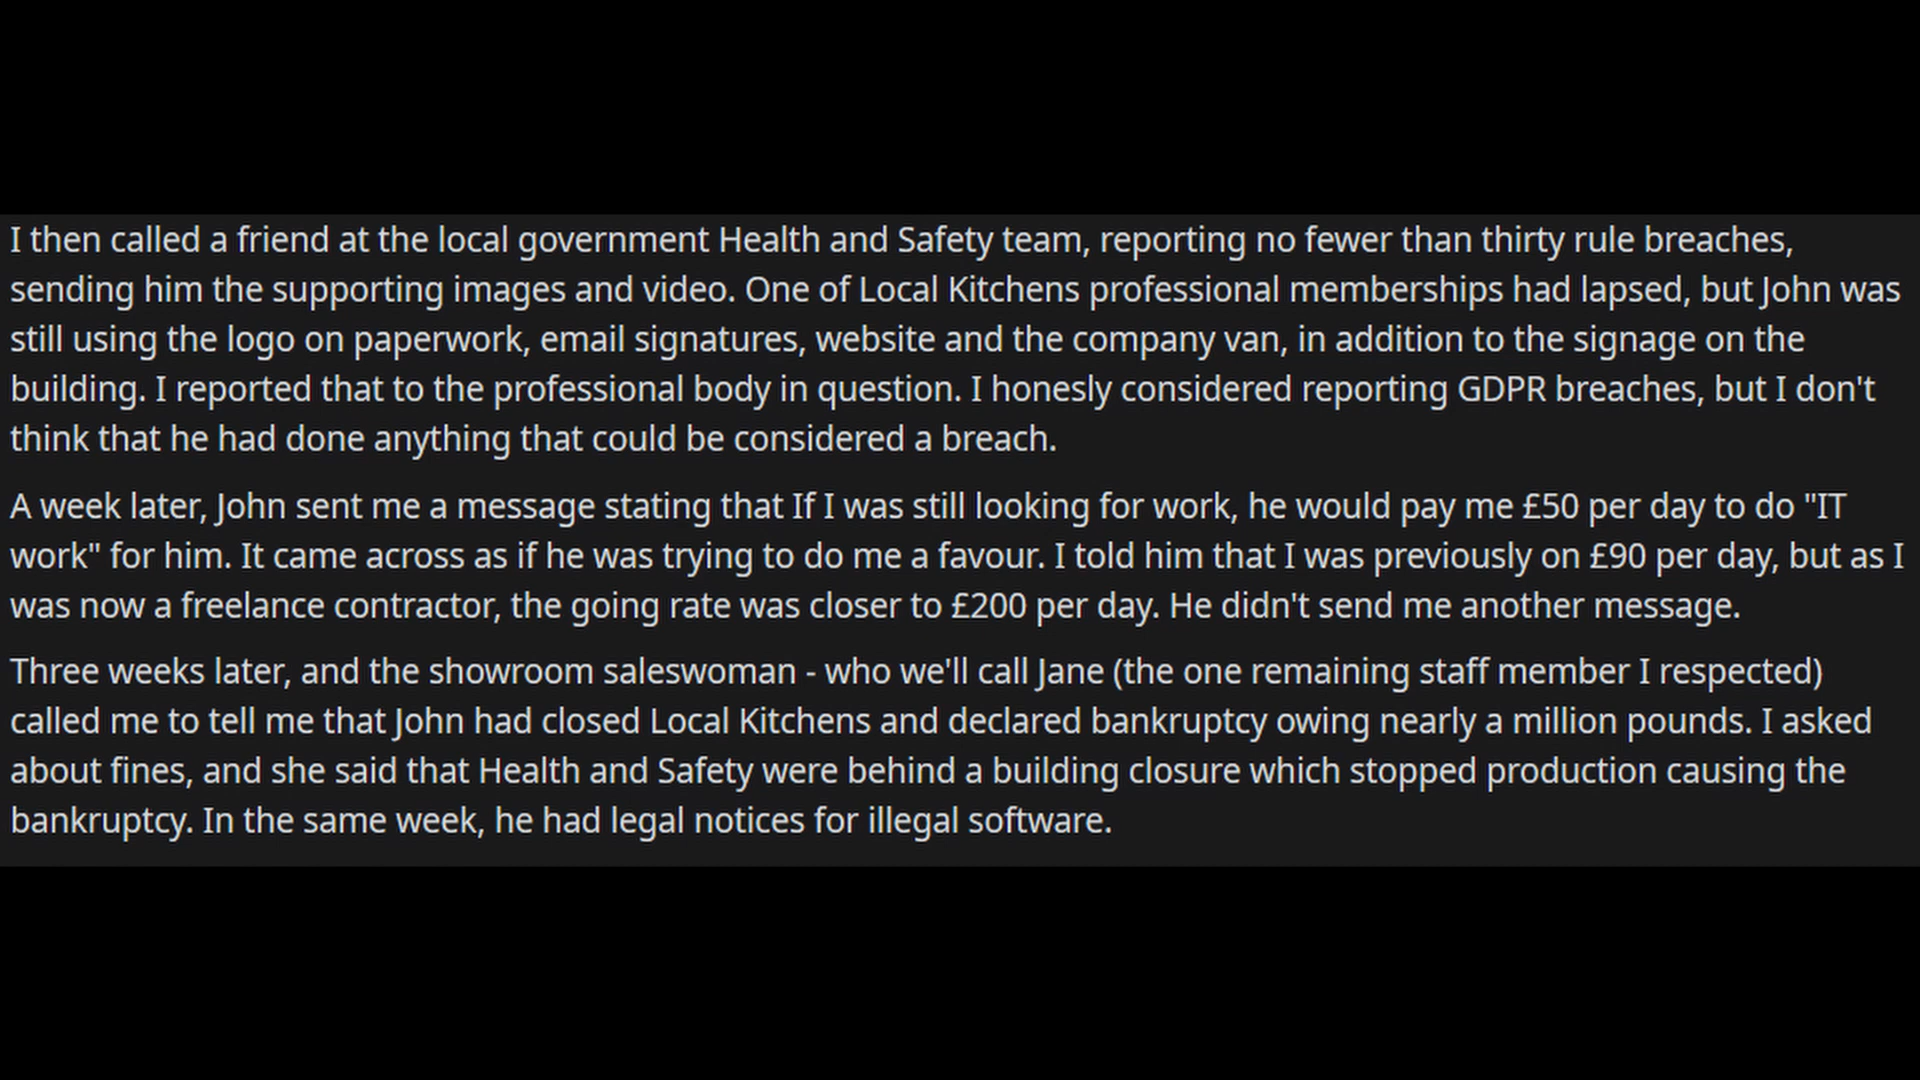 I then called a friend at the local government Health and Safety team, reporting no fewer than thirty rule breaches,
sending him the supporting images and video. One of Local Kitchens professional memberships had lapsed, but John was
still using the logo on paperwork, email signatures, website and the company van, in addition to the signage on the
building. I reported that to the professional body in question. I honesly considered reporting GDPR breaches, but I don't
think that he had done anything that could be considered a breach.
A week later, John sent me a message stating that If I was still looking for work, he would pay me £50 per day to do "IT
work" for him. It came across as if he was trying to do me a favour. I told him that I was previously on £90 per day, but as I
was now a freelance contractor, the going rate was closer to £200 per day. He didn't send me another message.
Three weeks later, and the showroom saleswoman - who we'll call Jane (the one remaining staff member I respected)
called me to tell me that John had closed Local Kitchens and declared bankruptcy owing nearly a million pounds. I asked
about fines, and she said that Health and Safety were behind a building closure which stopped production causing the
bankruptcy. In the same week, he had legal notices for illegal software.